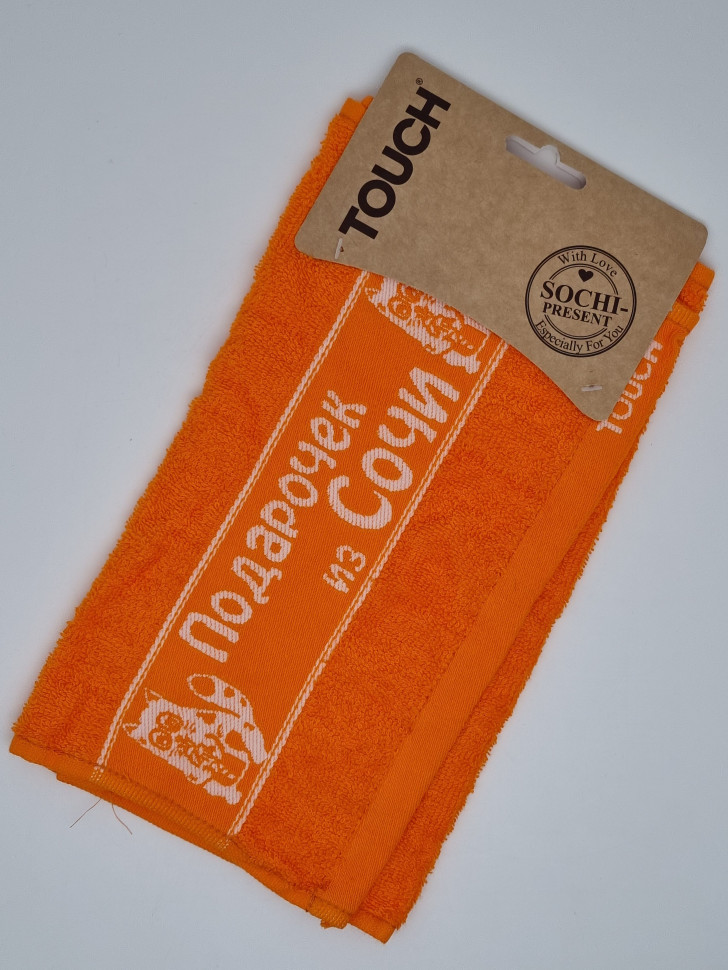 TOUCH®
With Love
SOCHI-
PRESENT
Especially For You
TOUCH
Подарочек
из Сочи